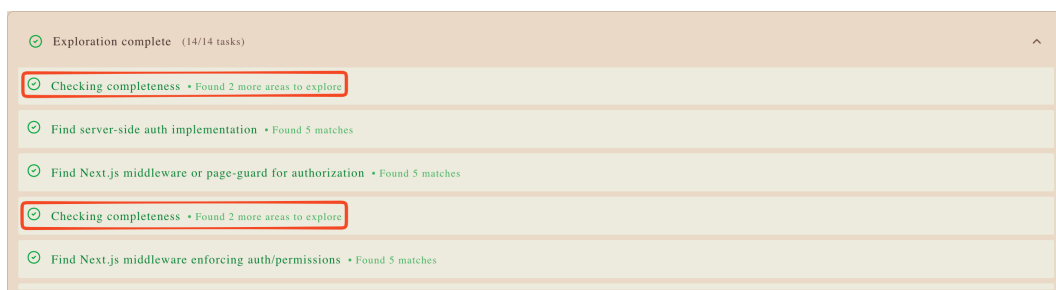 Exploration complete (14/14 tasks)
Checking completeness • Found 2 more areas to explore
Find server-side auth implementation • Found 5 matches
Find Next.js middleware or page-guard for authorization • Found 5 matches
Checking completeness • Found 2 more areas to explore
Find Next.js middleware enforcing auth/permissions • Found 5 matches